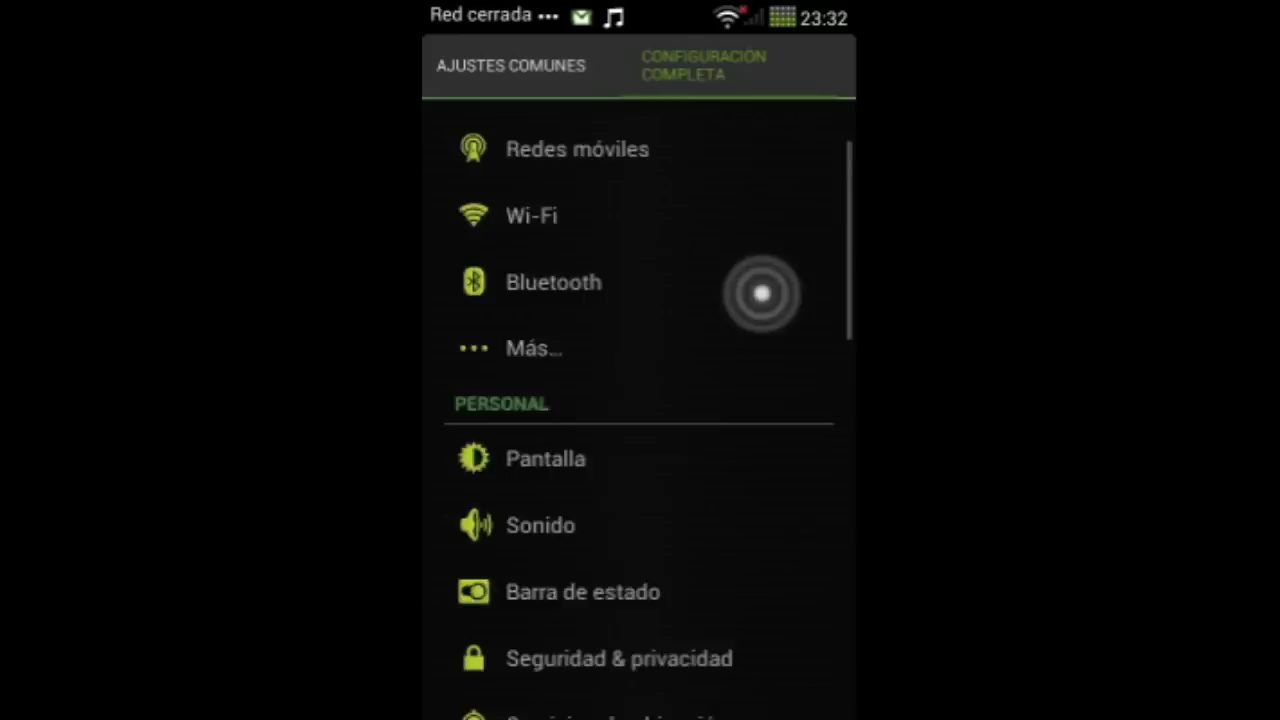 Red cerrada ••• 23:32
AJUSTES COMUNES
CONFIGURACIÓN
COMPLETA
Redes móviles
Wi-Fi
Bluetooth
Más...
PERSONAL
Pantalla
Sonido
Barra de estado
Seguridad & privacidad